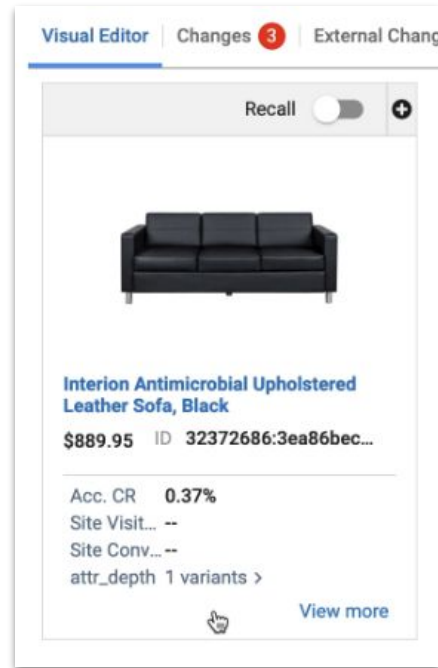 Visual Editor Changes 3 External Chang
Recall
Interion Antimicrobial Upholstered
Leather Sofa, Black
$889.95 ID 32372686:3ea86bec...
Acc. CR 0.37%
Site Visit... --
Site Conv... --
attr_depth 1 variants >
View more